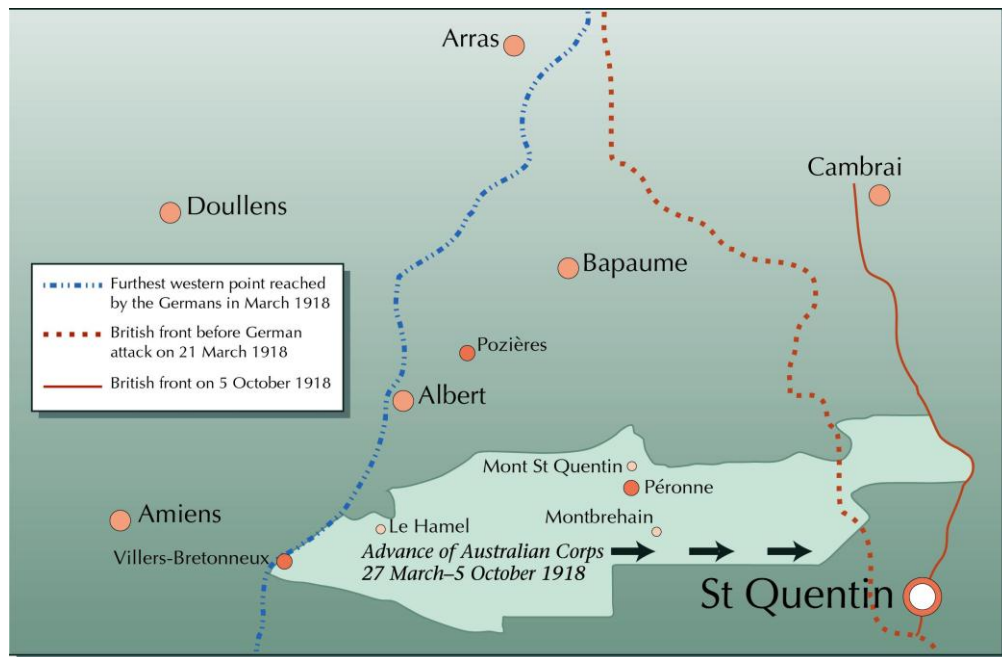 Arras
Cambrai
Doullens
Bapaume
Furthest western point reached
by the Germans in March 1918
British front before German
attack on 21 March 1918
British front on 5 October 1918
Pozières
Albert
Mont St Quentin
Péronne
Amiens
Le Hamel
Montbrehain
Villers-Bretonneux
Advance of Australian Corps
27 March–5 October 1918
St Quentin